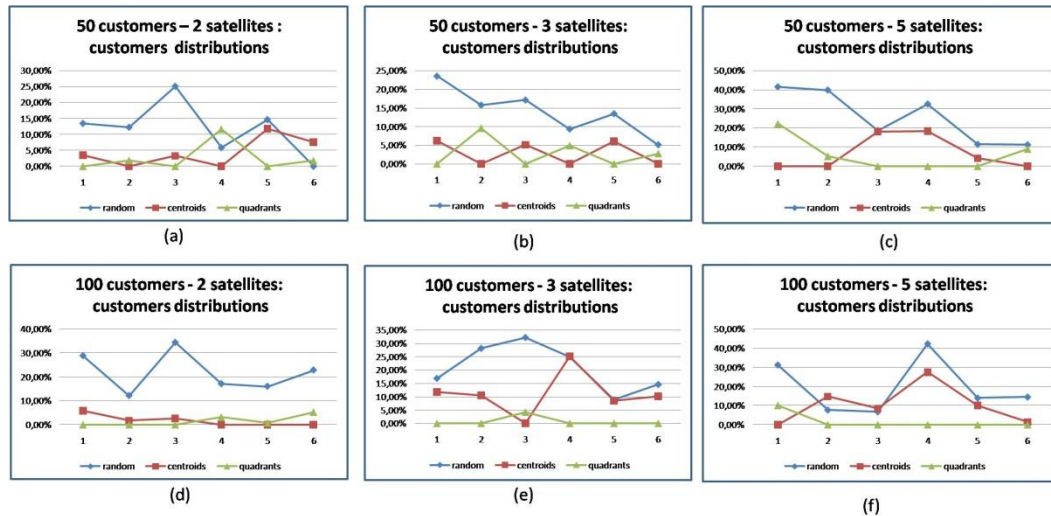 50 customers – 2 satellites :
customers distributions
30,00%
25,00%
20,00%
15,00%
10,00%
5,00%
0,00%
1 2 3 4 5 6
random centroids quadrants
(a)
50 customers - 3 satellites:
customers distributions
25,00%
20,00%
15,00%
10,00%
5,00%
0,00%
1 2 3 4 5 6
random centroids quadrants
(b)
50 customers - 5 satellites:
customers distributions
50,00%
40,00%
30,00%
20,00%
10,00%
0,00%
1 2 3 4 5 6
random centroids quadrants
(c)
100 customers - 2 satellites:
customers distributions
40,00%
30,00%
20,00%
10,00%
0,00%
1 2 3 4 5 6
random centroids quadrants
(d)
100 customers - 3 satellites:
customers distributions
35,00%
30,00%
25,00%
20,00%
15,00%
10,00%
5,00%
0,00%
1 2 3 4 5 6
random centroids quadrants
(e)
100 customers - 5 satellites:
customers distributions
50,00%
40,00%
30,00%
20,00%
10,00%
0,00%
1 2 3 4 5 6
random centroids quadrants
(f)